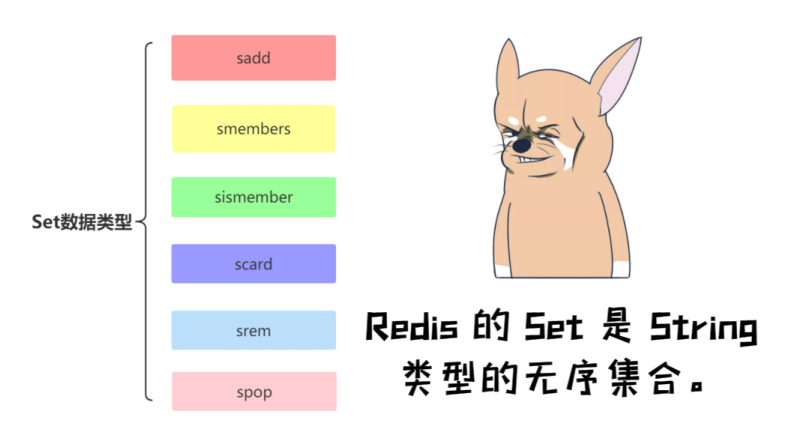 Set数据类型
sadd
smembers
sismember
scard
srem
spop
Redis 的 Set 是 String
类型的无序集合。